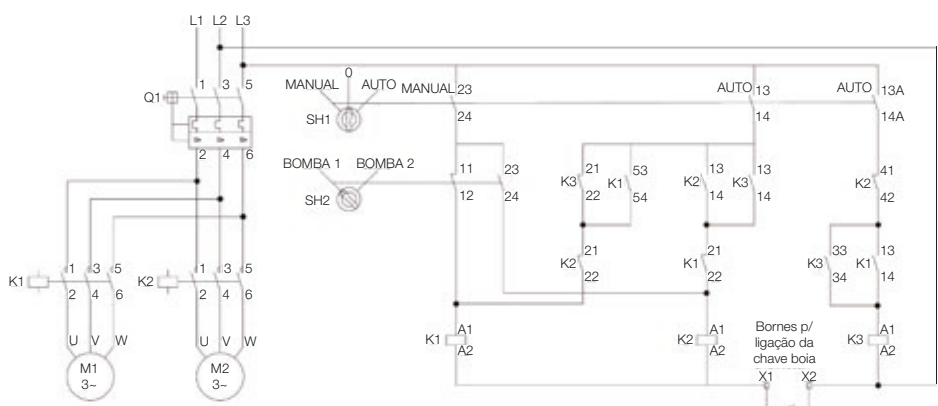 L1 L2 L3
0
MANUAL AUTO MANUAL 23 AUTO 13 AUTO 13A
Q1 1 3 5
SH1 24 14 14A
2 4 6
BOMBA 1 BOMBA 2 11 23 21 53 13 13 41
K3 K1 K2 K3 K2
SH2 12 24 22 54 14 14 42
21 21 33 13
K2 K1 K3 K1
22 22 34 14
K1 1 3 5 K2 1 3 5
2 4 6 2 4 6
K1 A1 K2 A1 K3 A1
A2 A2 A2
Bornes p/
ligação da
chave boia
X1 X2
U V W U V W
M1 M2
3~ 3~